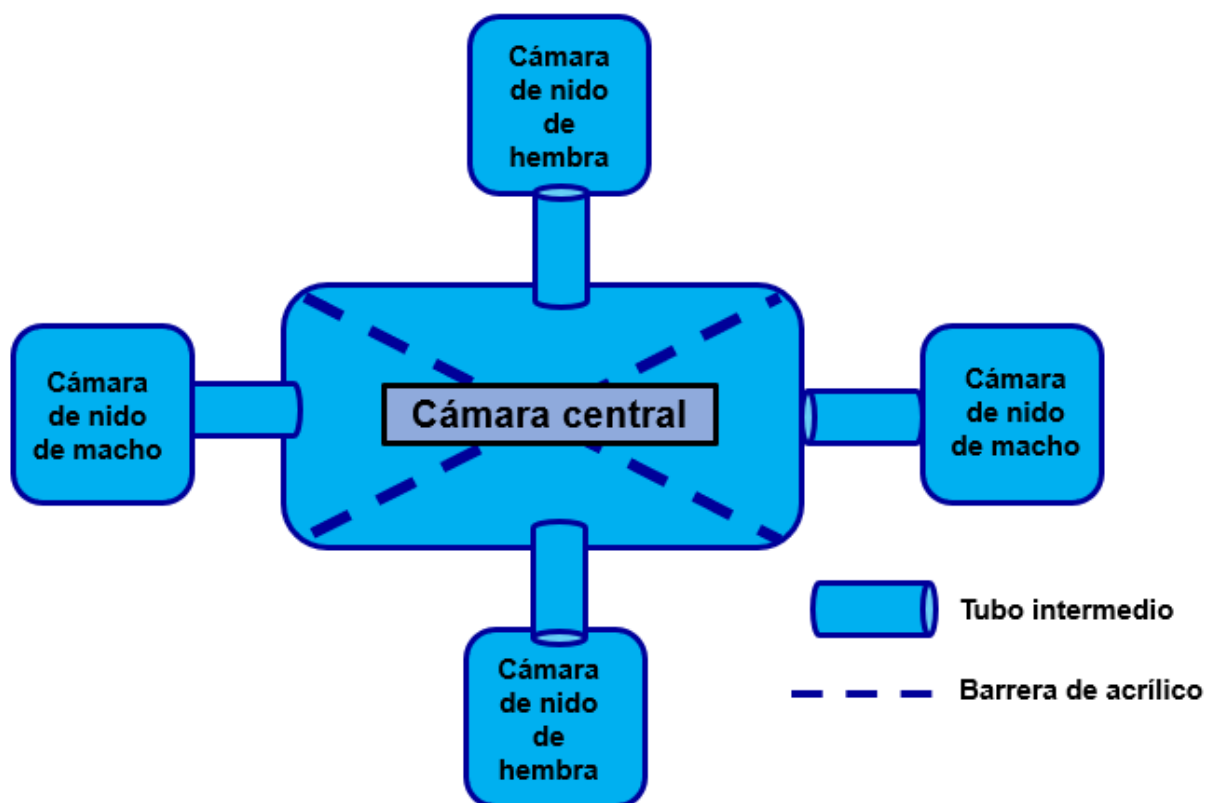 Cámara
de nido
de
hembra
Cámara
de nido
de macho
Cámara central
Cámara
de nido
de macho
Cámara
de nido
de
hembra
Tubo intermedio
Barrera de acrílico